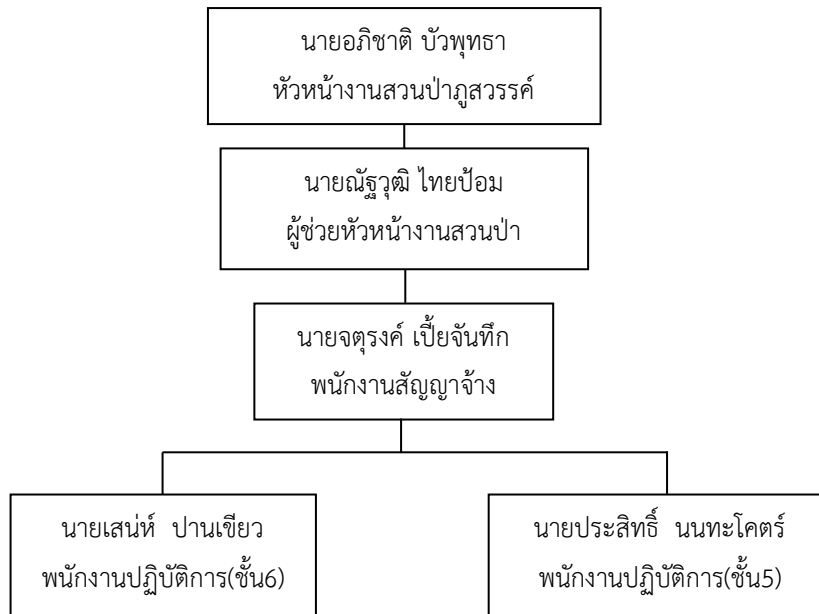 นายอภิชาติ บัวพุทธา
หัวหน้างานสวนป่าภูสวรรค์
นายณัฐวุฒิ ไทยป้อม
ผู้ช่วยหัวหน้างานสวนป่า
นายจตุรงค์ เปี้ยจันทึก
พนักงานสัญญาจ้าง
นายเสน่ห์ ปานเขียว
พนักงานปฏิบัติการ(ชั้น6)
นายประสิทธิ์ นนทะโคตร์
พนักงานปฏิบัติการ(ชั้น5)